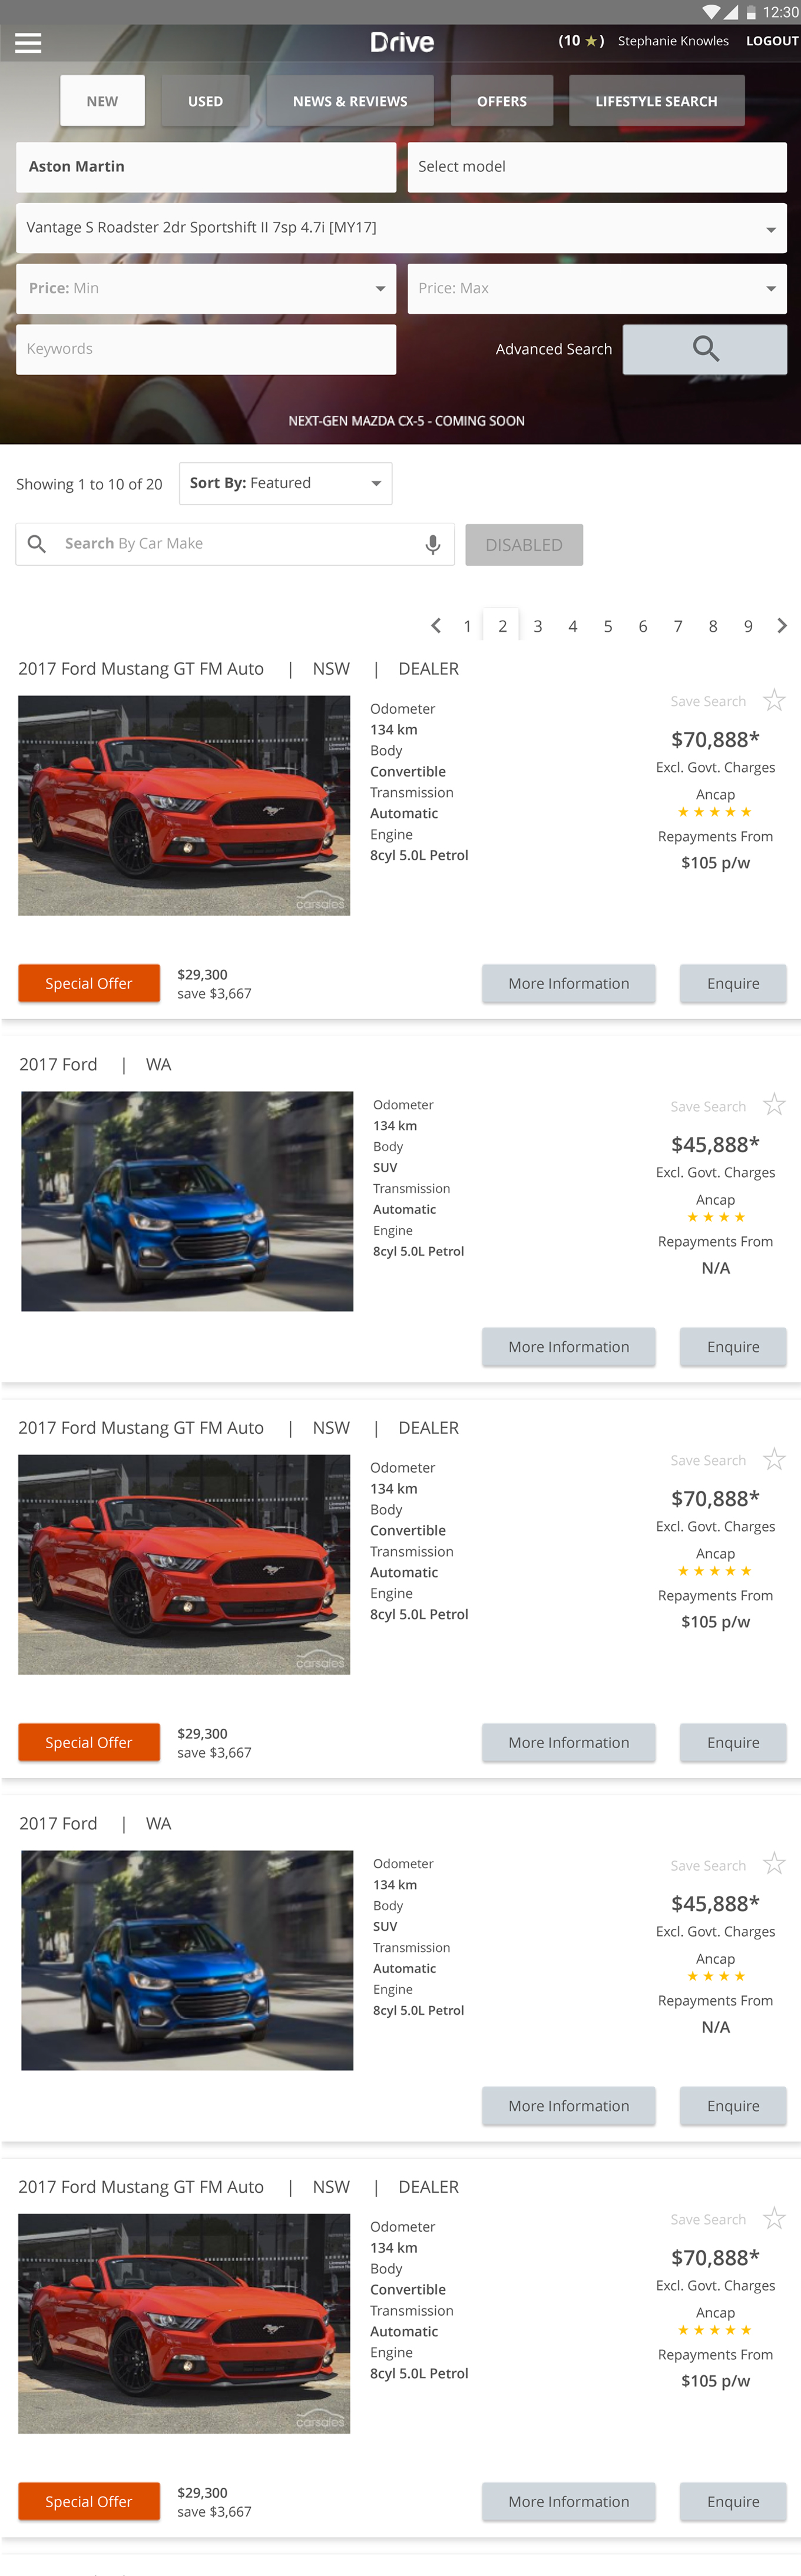 12:30
Drive
(10 ★) Stephanie Knowles LOGOUT
NEW USED NEWS & REVIEWS OFFERS LIFESTYLE SEARCH
Aston Martin Select model
Vantage S Roadster 2dr Sportshift II 7sp 4.7i [MY17]
Price: Min Price: Max
Keywords Advanced Search
NEXT-GEN MAZDA CX-5 - COMING SOON
Showing 1 to 10 of 20 Sort By: Featured
Search By Car Make DISABLED
1 2 3 4 5 6 7 8 9
2017 Ford Mustang GT FM Auto | NSW | DEALER
Odometer
134 km
Body
Convertible
Transmission
Automatic
Engine
8cyl 5.0L Petrol
carsales
Save Search
$70,888*
Excl. Govt. Charges
Ancap
★★★★★
Repayments From
$105 p/w
Special Offer
$29,300
save $3,667
More Information Enquire
2017 Ford | WA
Odometer
134 km
Body
SUV
Transmission
Automatic
Engine
8cyl 5.0L Petrol
Save Search
$45,888*
Excl. Govt. Charges
Ancap
★★★★
Repayments From
N/A
More Information Enquire
2017 Ford Mustang GT FM Auto | NSW | DEALER
Odometer
134 km
Body
Convertible
Transmission
Automatic
Engine
8cyl 5.0L Petrol
carsales
Save Search
$70,888*
Excl. Govt. Charges
Ancap
★★★★★
Repayments From
$105 p/w
Special Offer
$29,300
save $3,667
More Information Enquire
2017 Ford | WA
Odometer
134 km
Body
SUV
Transmission
Automatic
Engine
8cyl 5.0L Petrol
Save Search
$45,888*
Excl. Govt. Charges
Ancap
★★★★
Repayments From
N/A
More Information Enquire
2017 Ford Mustang GT FM Auto | NSW | DEALER
Odometer
134 km
Body
Convertible
Transmission
Automatic
Engine
8cyl 5.0L Petrol
carsales
Save Search
$70,888*
Excl. Govt. Charges
Ancap
★★★★★
Repayments From
$105 p/w
Special Offer
$29,300
save $3,667
More Information Enquire